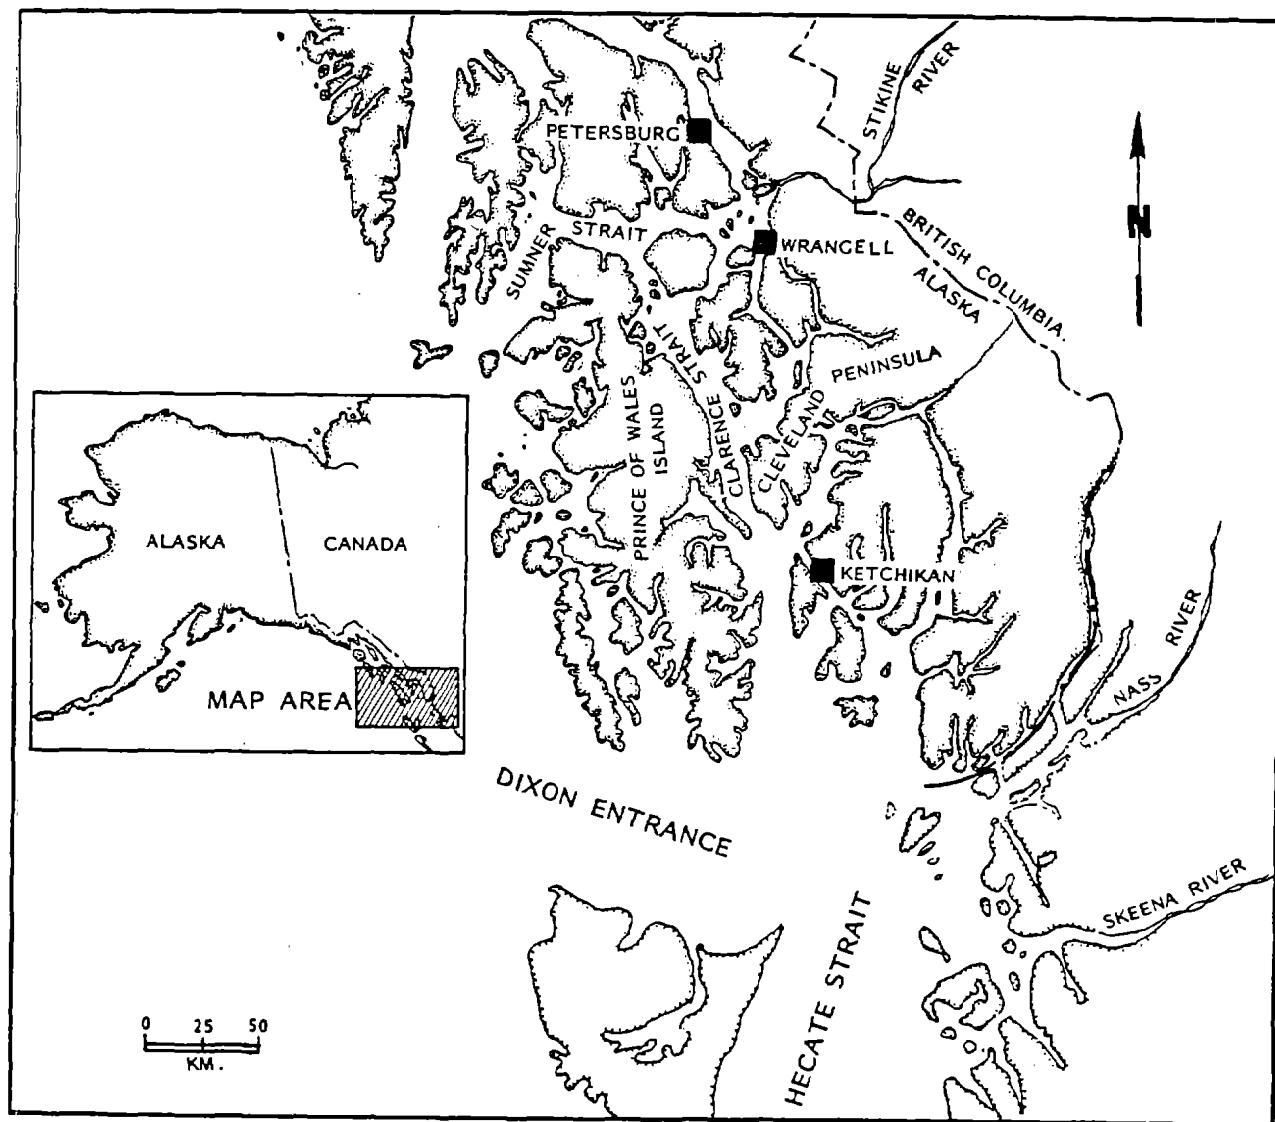 STIKINE
RIVER
PETERSBURG
N
SUMNER
STRAIT
WRANGELL
BRITISH COLUMBIA
ALASKA
CLARENCE STRAIT
CLEVELAND
PENINSULA
PRINCE OF WALES
ISLAND
ALASKA
CANADA
MAP AREA
KETCHIKAN
NASS
RIVER
DIXON ENTRANCE
HECATE STRAIT
SKEENA RIVER
0 25 50
KM.